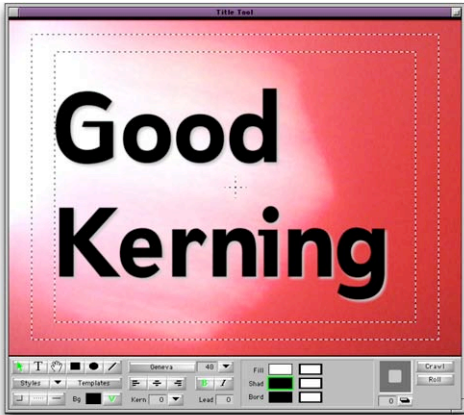 Title Tool
Good
Kerning
T Geneva 48 Fill Crawl
Styles Templates B I Shad Roll
Bg Kern 0 Lead 0 Bord 0